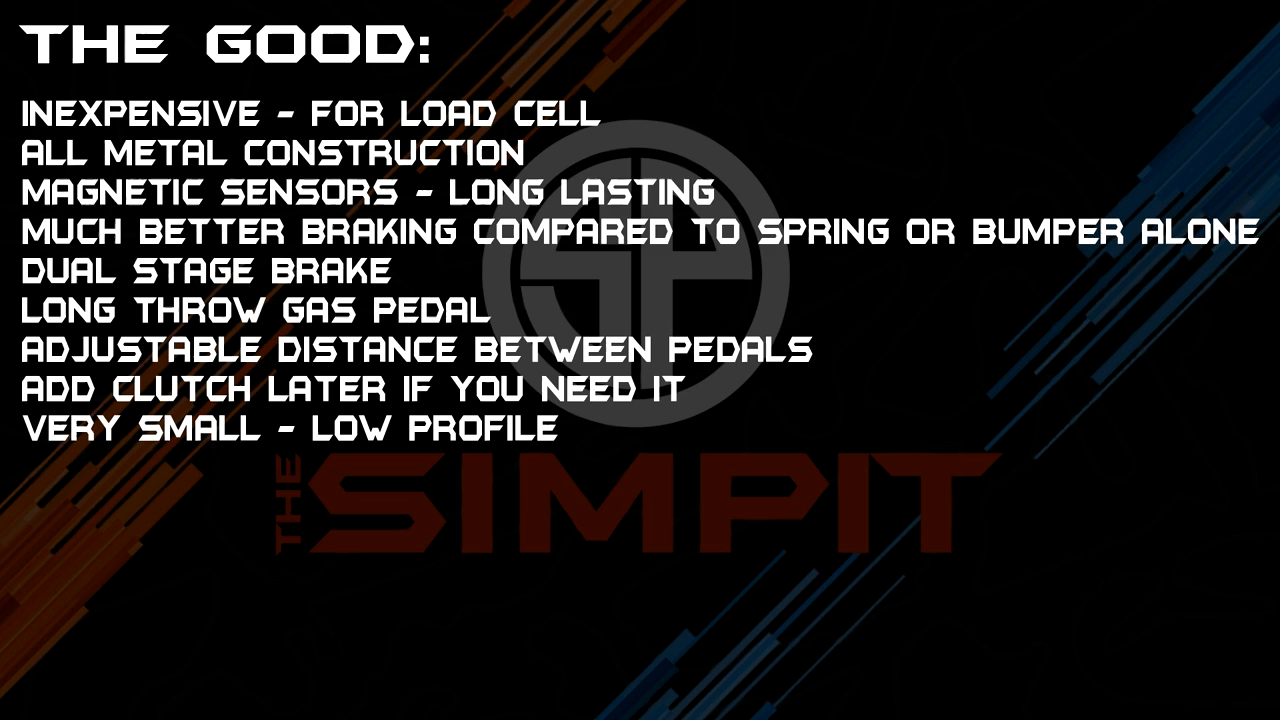 THE GOOD:
INEXPENSIVE - FOR LOAD CELL
ALL METAL CONSTRUCTION
MAGNETIC SENSORS - LONG LASTING
MUCH BETTER BRAKING COMPARED TO SPRING OR BUMPER ALONE
DUAL STAGE BRAKE
LONG THROW GAS PEDAL
ADJUSTABLE DISTANCE BETWEEN PEDALS
ADD CLUTCH LATER IF YOU NEED IT
VERY SMALL - LOW PROFILE
SP
THE SIMPIT